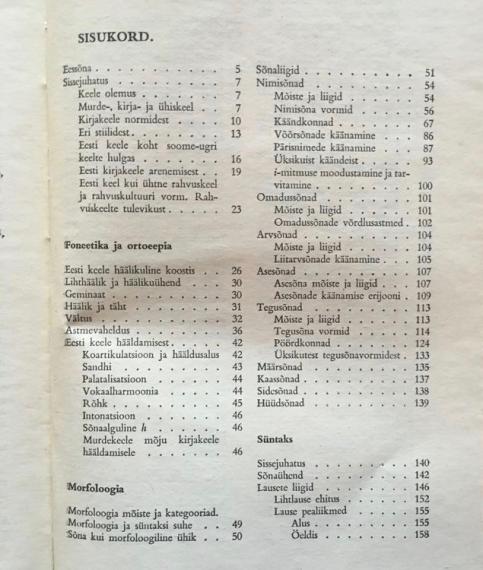 SISUKORD.
Eessõna . . . . . . . . . . 5
Sissejuhatus . . . . . . . . 7
Keele olemus . . . . . . . 7
Murde-, kirja- ja ühiskeel . . 7
Kirjakeele normidest . . . . 10
Eri stiilidest . . . . . . . 13
Eesti keele koht soome-ugri
keelte hulgas . . . . . . 16
Eesti kirjakeele arenemisest . . 19
Eesti keel kui ühtne rahvuskeel
ja rahvuskultuuri vorm. Rah-
vuskeelte tulevikust . . . . 23
Foneetika ja ortoeepia
Eesti keele häälikuline koostis . . 26
Lihthäälik ja häälikuühend . . . 30
Geminaat . . . . . . . . . 30
Häälik ja täht . . . . . . . 31
Vältus . . . . . . . . . . 32
Astmevaheldus . . . . . . . 36
Eesti keele hääldamisest . . . . 42
Koartikulatsioon ja hääldusalus 42
Sandhi . . . . . . . . . 43
Palatalisatsioon . . . . . 44
Vokaalharmoonia . . . . . 44
Rõhk . . . . . . . . . . 45
Intonatsioon . . . . . . . 46
Sõnaalguline h . . . . . . 46
Murdekeele mõju kirjakeele
hääldamisele . . . . . . 46
Morfoloogia
Morfoloogia mõiste ja kategooriad.
Morfoloogia ja süntaksi suhe . . 49
Sõna kui morfoloogiline ühik . . 50
Sõnaliigid . . . . . . . . . 51
Nimisõnad . . . . . . . . . 54
Mõiste ja liigid . . . . . . 54
Nimisõna vormid . . . . . 56
Käändkonnad . . . . . . . 67
Võõrsõnade käänamine . . . 86
Pärisnimede käänamine . . . 87
Üksikuist käändeist . . . . . 93
i-mitmuse moodustamine ja tar-
vitamine . . . . . . . . 100
Omadussõnad . . . . . . . . 101
Mõiste ja liigid . . . . . . 101
Omadussõnade võrdlusastmed . 102
Arvsõnad . . . . . . . . . 104
Mõiste ja liigid . . . . . . 104
Liitarvsõnade käänamine . . . 105
Asesõnad . . . . . . . . . 107
Asesõna mõiste ja liigid . . . 107
Asesõnade käänamise erijooni . 109
Tegusõnad . . . . . . . . . 113
Mõiste ja liigid . . . . . . 113
Tegusõna vormid . . . . . 114
Pöördkonnad . . . . . . . 124
Üksikutest tegusõnavormidest . 133
Määrsõnad . . . . . . . . . 135
Kaassõnad . . . . . . . . . 137
Sidesõnad . . . . . . . . . 138
Hüüdsõnad . . . . . . . . . 139
Süntaks
Sissejuhatus . . . . . . . . 140
Sõnaühend . . . . . . . . . 142
Lausete liigid . . . . . . . 146
Lihtlause ehitus . . . . . . 152
Lause pealiikmed . . . . . 155
Alus . . . . . . . . . 155
Öeldis . . . . . . . . 158